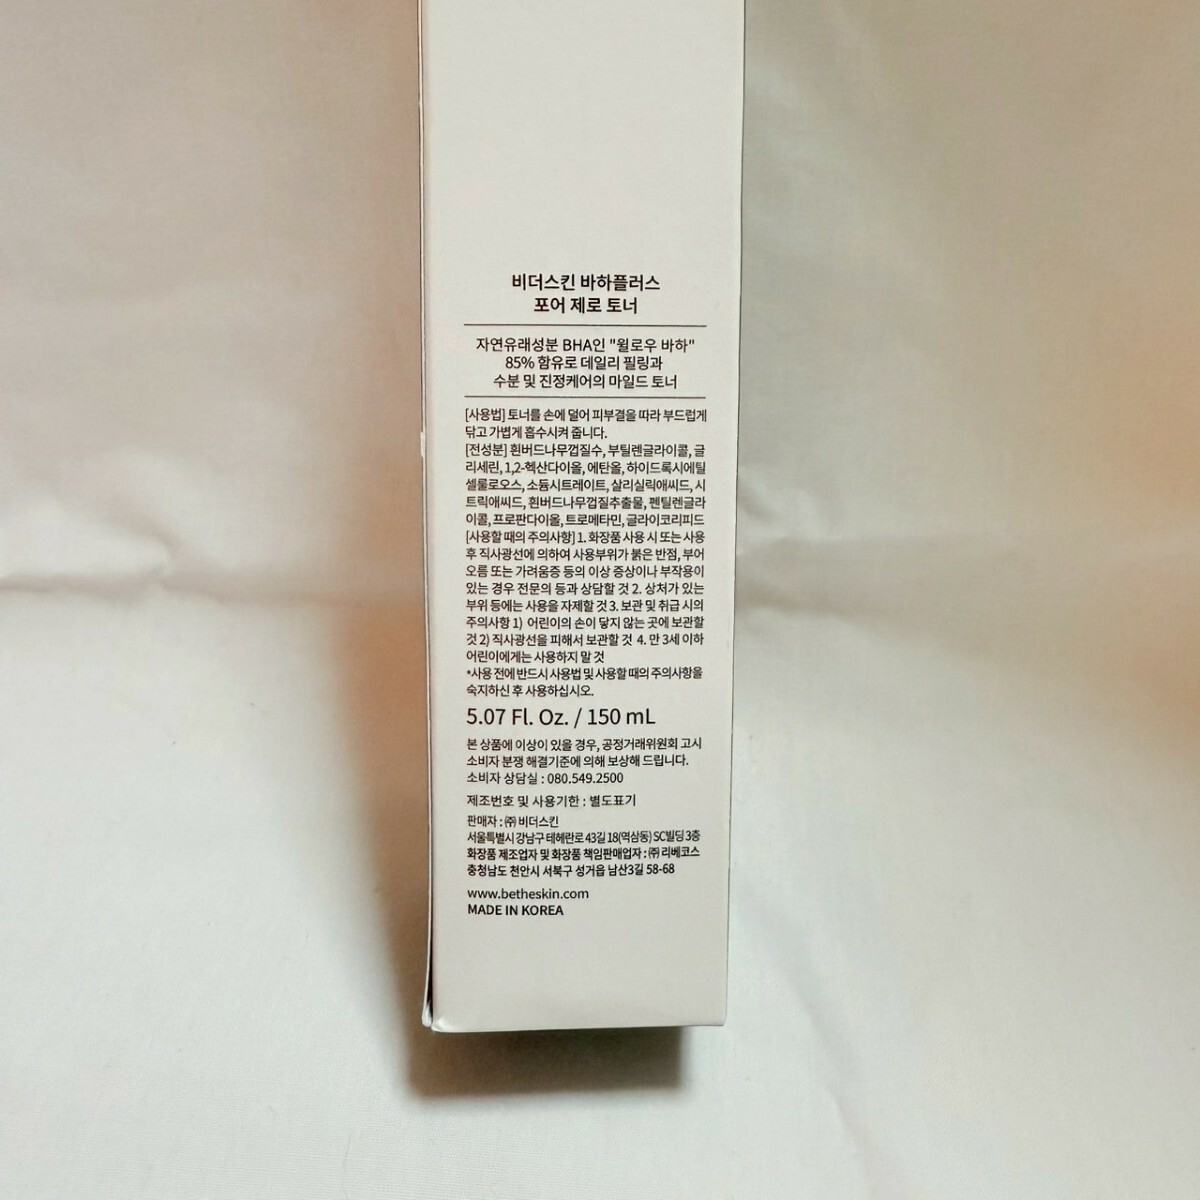 비더스킨 바하플러스
포어 제로 토너
자연유래성분 BHA인 "윌로우 바하"
85% 함유로 데일리 필링과
수분 및 진정케어의 마일드 토너
[사용법] 토너를 손에 덜어 피부결을 따라 부드럽게
닦고 가볍게 흡수시켜 줍니다.
[전성분] 흰버드나무껍질수, 부틸렌글라이콜, 글
리세린, 1,2-헥산다이올, 에탄올, 하이드록시에틸
셀룰로오스, 소듐시트레이트, 살리실릭애씨드, 시
트릭애씨드, 흰버드나무껍질추출물, 펜틸렌글라
이콜, 프로판다이올, 트로메타민, 글라이코리피드
[사용할 때의 주의사항] 1. 화장품 사용 시 또는 사용
후 직사광선에 의하여 사용부위가 붉은 반점, 부어
오름 또는 가려움증 등의 이상 증상이나 부작용이
있는 경우 전문의 등과 상담할 것 2. 상처가 있는
부위 등에는 사용을 자제할 것 3. 보관 및 취급 시의
주의사항 1) 어린이의 손이 닿지 않는 곳에 보관할
것 2) 직사광선을 피해서 보관할 것 4. 만 3세 이하
어린이에게는 사용하지 말 것
*사용 전에 반드시 사용법 및 사용할 때의 주의사항을
숙지하신 후 사용하십시오.
5.07 Fl. Oz. / 150 mL
본 상품에 이상이 있을 경우, 공정거래위원회 고시
소비자 분쟁 해결기준에 의해 보상해 드립니다.
소비자 상담실 : 080.549.2500
제조번호 및 사용기한 : 별도표기
판매자 : ㈜ 비더스킨
서울특별시 강남구 테헤란로 43길 18(역삼동) SC빌딩 3층
화장품 제조업자 및 화장품 책임판매업자 : ㈜ 리베코스
충청남도 천안시 서북구 성거읍 남산3길 58-68
www.betheskin.com
MADE IN KOREA